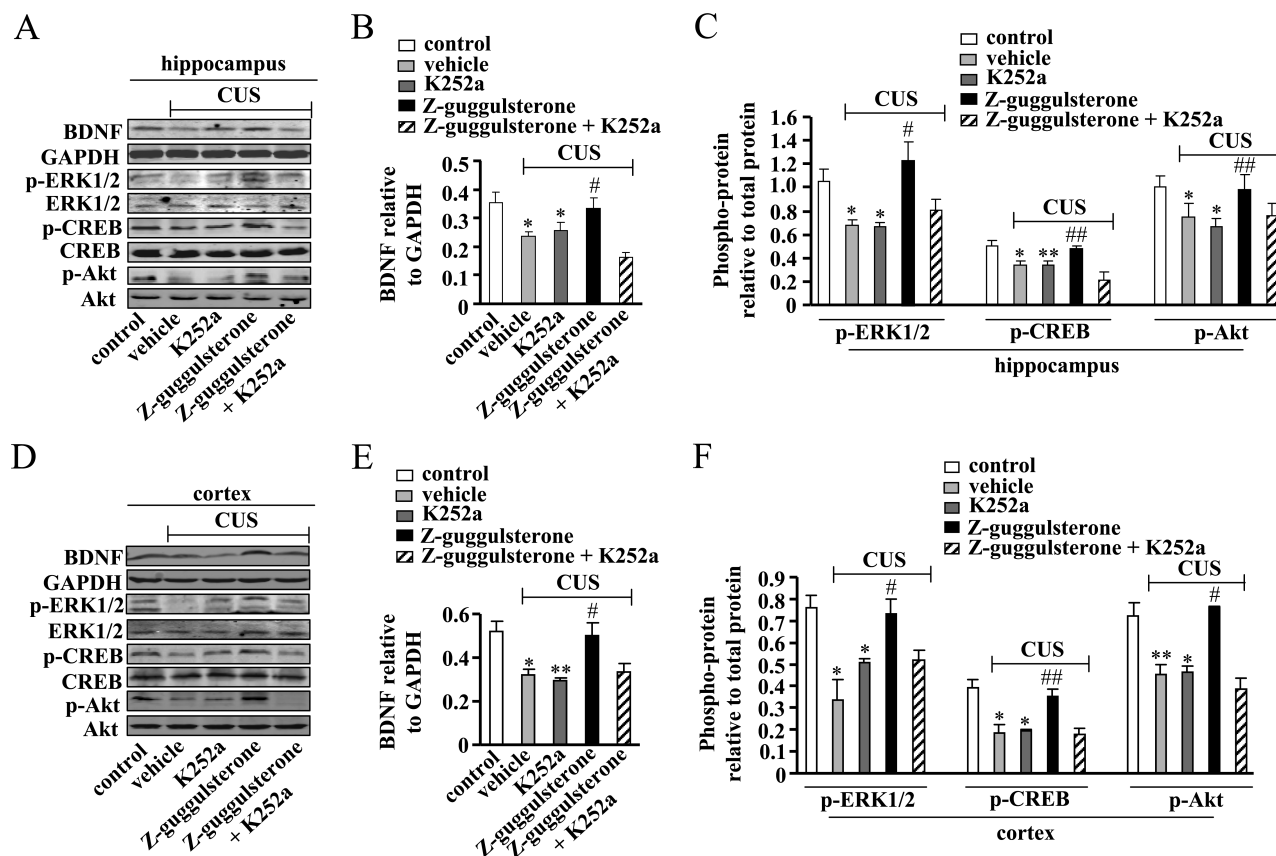 A
hippocampus
CUS
BDNF
GAPDH
p-ERK1/2
ERK1/2
p-CREB
CREB
p-Akt
Akt
control
vehicle
K252a
Z-guggulsterone
Z-guggulsterone
+ K252a
B
control
vehicle
K252a
Z-guggulsterone
Z-guggulsterone + K252a
CUS
BDNF relative
to GAPDH
0.5
0.4
0.3
0.2
0.1
0
*
*
#
control
vehicle
K252a
Z-guggulsterone
Z-guggulsterone
+ K252a
C
control
vehicle
K252a
Z-guggulsterone
Z-guggulsterone + K252a
Phospho-protein
relative to total protein
1.6
1.4
1.2
1.0
0.8
0.6
0.4
0.2
0
CUS
*
*
#
CUS
*
**
##
CUS
*
*
##
p-ERK1/2
p-CREB
p-Akt
hippocampus
D
cortex
CUS
BDNF
GAPDH
p-ERK1/2
ERK1/2
p-CREB
CREB
p-Akt
Akt
control
vehicle
K252a
Z-guggulsterone
Z-guggulsterone
+ K252a
E
control
vehicle
K252a
Z-guggulsterone
Z-guggulsterone + K252a
CUS
BDNF relative
to GAPDH
0.6
0.4
0.2
0
*
**
#
control
vehicle
K252a
Z-guggulsterone
Z-guggulsterone
+ K252a
F
control
vehicle
K252a
Z-guggulsterone
Z-guggulsterone + K252a
Phospho-protein
relative to total protein
0.9
0.8
0.7
0.6
0.5
0.4
0.3
0.2
0.1
0
CUS
*
*
#
CUS
*
*
##
CUS
**
*
#
p-ERK1/2
p-CREB
p-Akt
cortex